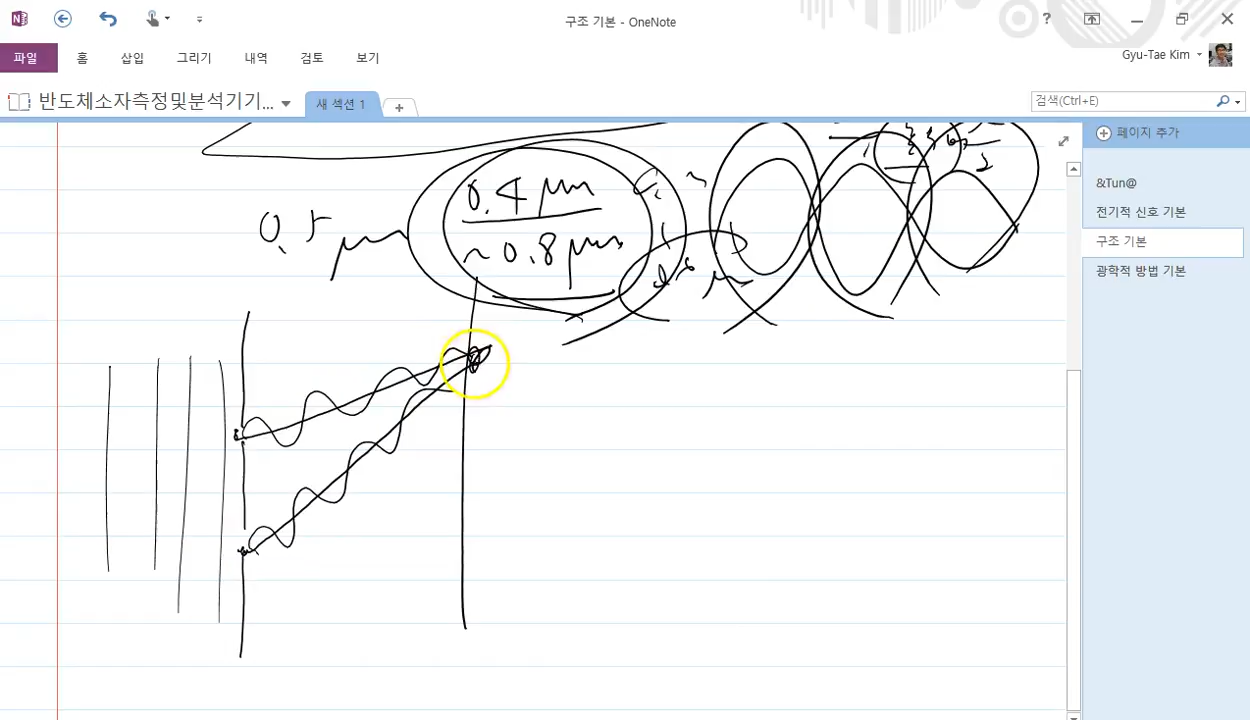 구조 기본 - OneNote
?
파일 홈 삽입 그리기 내역 검토 보기
Gyu-Tae Kim
반도체소자측정및분석기기... 새 섹션 1
검색(Ctrl+E)
페이지 추가
&Tun@
전기적 신호 기본
구조 기본
광학적 방법 기본
0.4 μm
0.5 μm
~0.8 μm